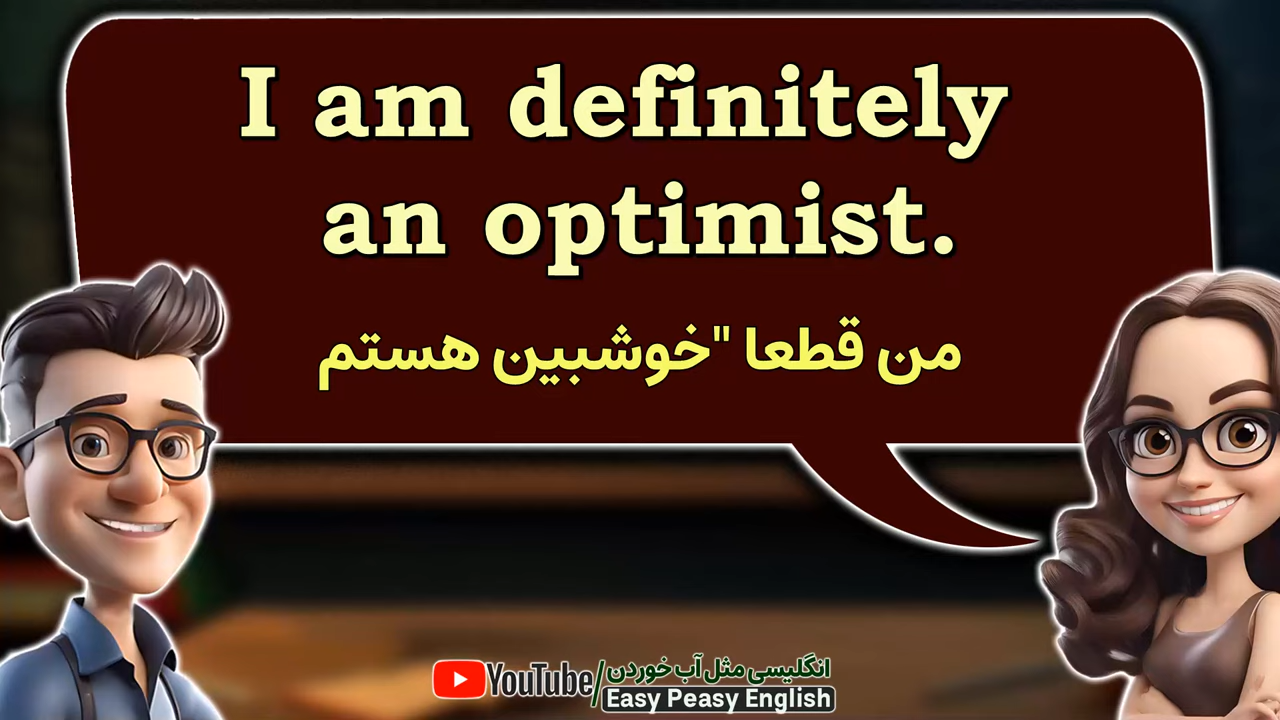 I am definitely
an optimist.
من قطعا "خوشبین هستم
YouTube/
انگلیسی مثل آب خوردن
Easy Peasy English